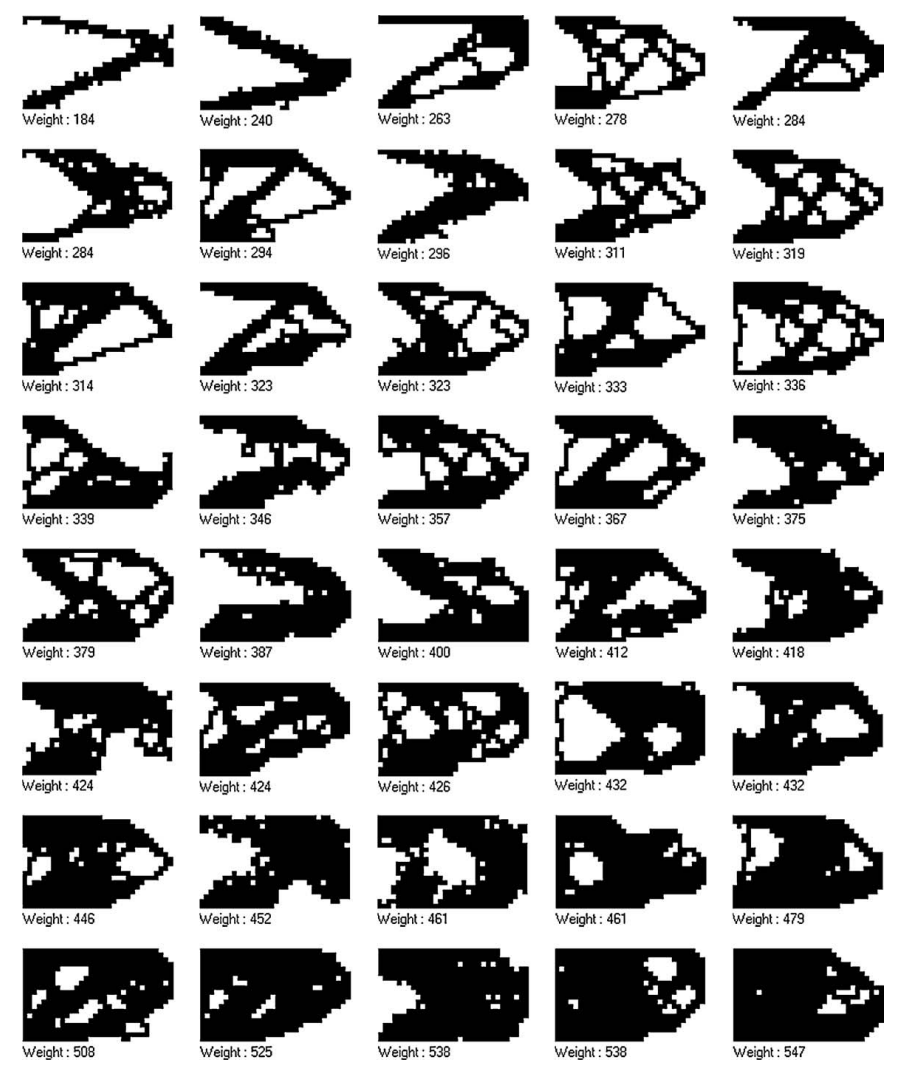 Weight : 184
Weight : 240
Weight : 263
Weight : 278
Weight : 284
Weight : 284
Weight : 294
Weight : 296
Weight : 311
Weight : 319
Weight : 314
Weight : 323
Weight : 323
Weight : 333
Weight : 336
Weight : 339
Weight : 346
Weight : 357
Weight : 367
Weight : 375
Weight : 379
Weight : 387
Weight : 400
Weight : 412
Weight : 418
Weight : 424
Weight : 424
Weight : 426
Weight : 432
Weight : 432
Weight : 446
Weight : 452
Weight : 461
Weight : 461
Weight : 479
Weight : 508
Weight : 525
Weight : 538
Weight : 538
Weight : 547